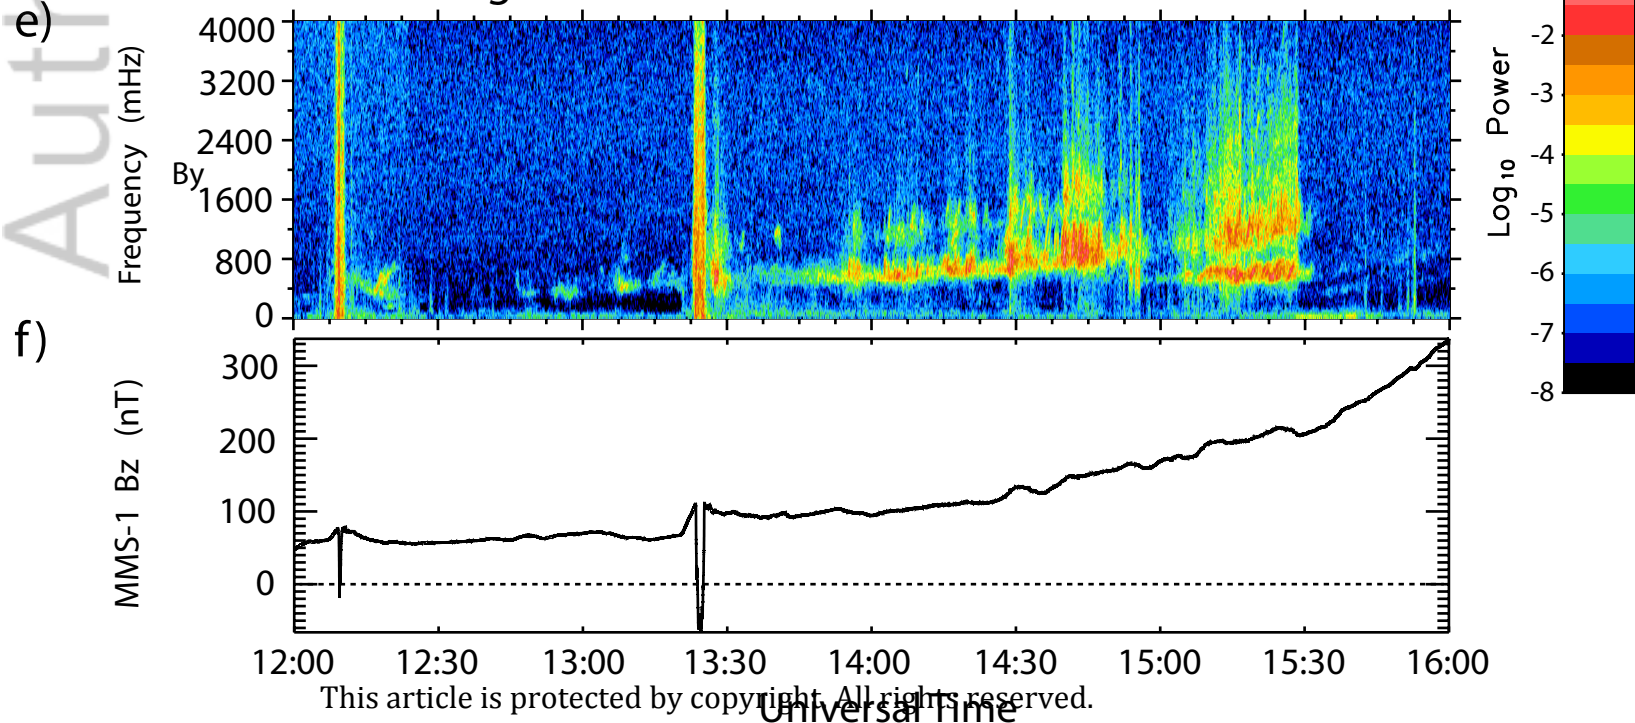 e)
Frequency (mHz)
By
4000
3200
2400
1600
800
0
Log10 Power
-2
-3
-4
-5
-6
-7
-8
f)
MMS-1 Bz (nT)
300
200
100
0
12:00 12:30 13:00 13:30 14:00 14:30 15:00 15:30 16:00
This article is protected by copyright. All rights reserved.
Universal Time